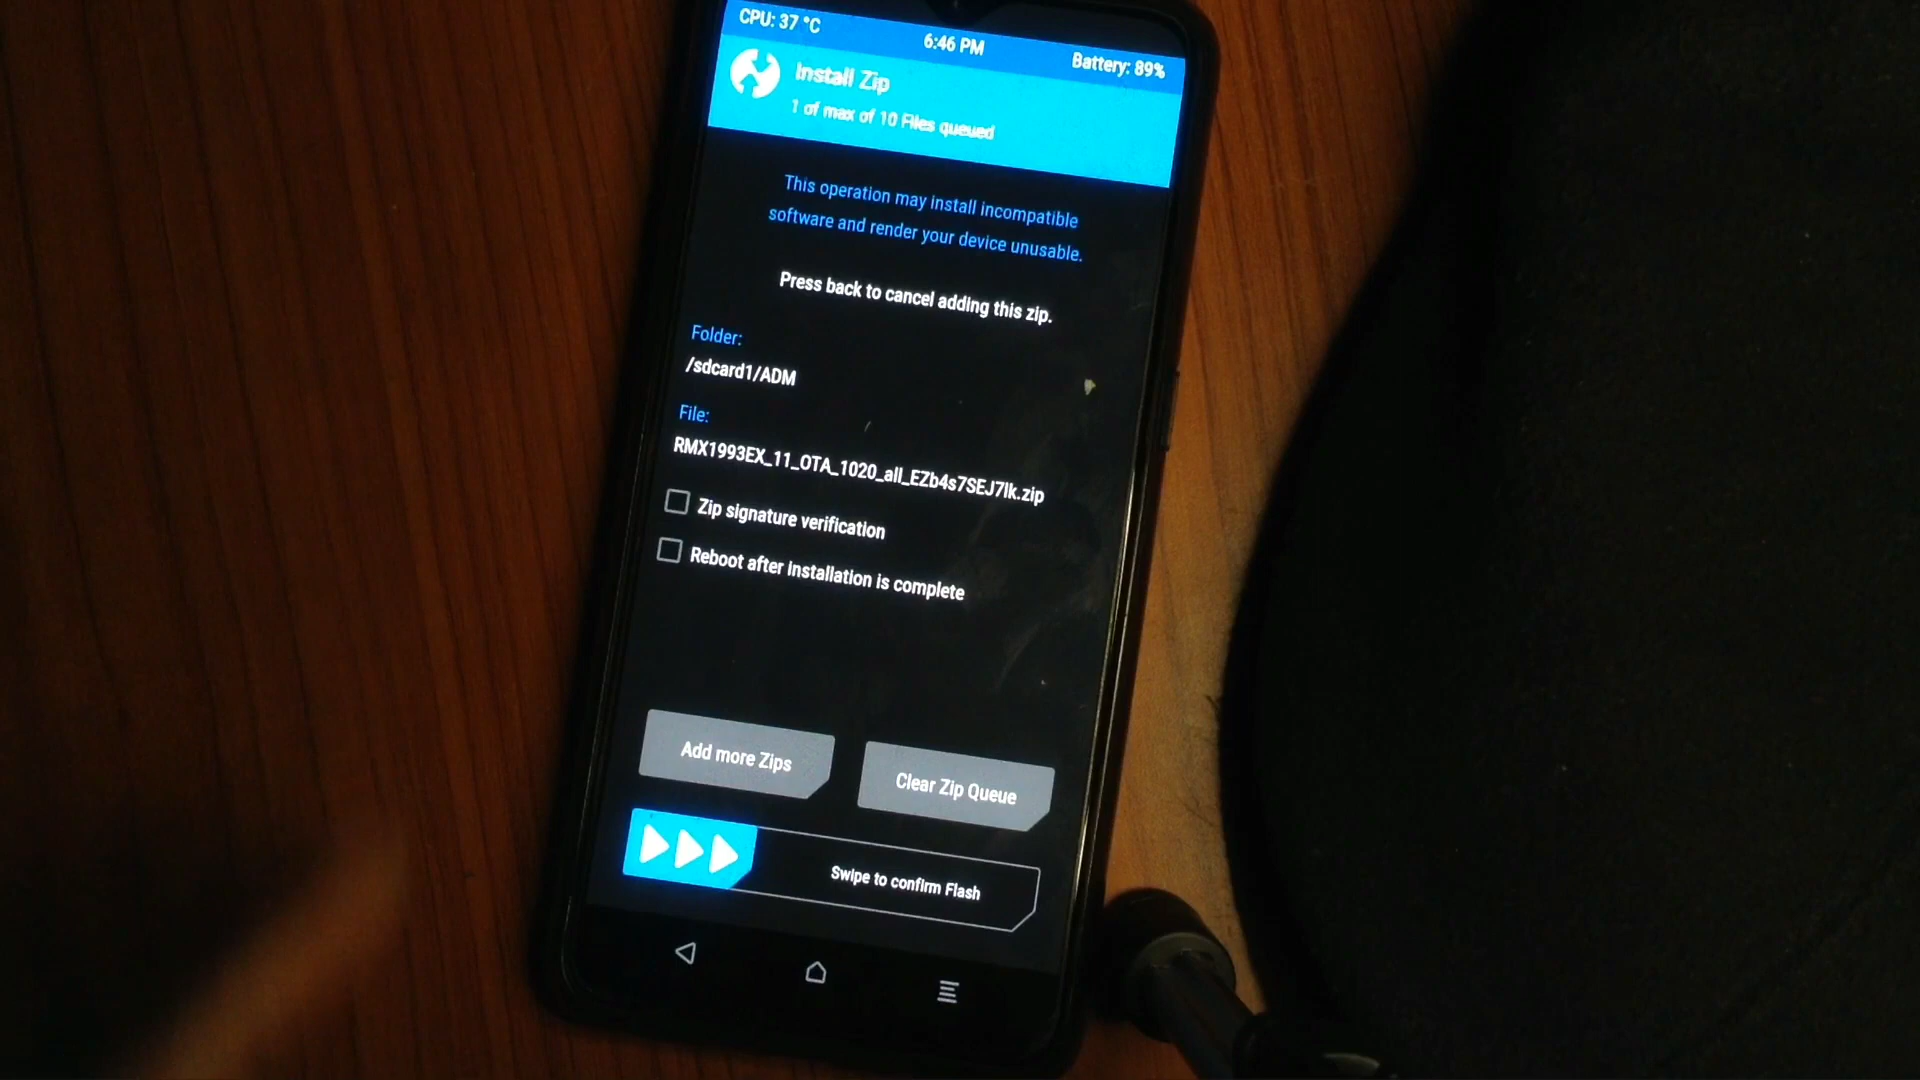 CPU: 37 °C
6:46 PM
Battery: 89%
Install Zip
1 of max of 10 Files queued
This operation may install incompatible
software and render your device unusable.
Press back to cancel adding this zip.
Folder:
/sdcard1/ADM
File:
RMX1993EX_11_OTA_1020_all_EZb4s7SEJ7lk.zip
Zip signature verification
Reboot after installation is complete
Add more Zips
Clear Zip Queue
Swipe to confirm Flash